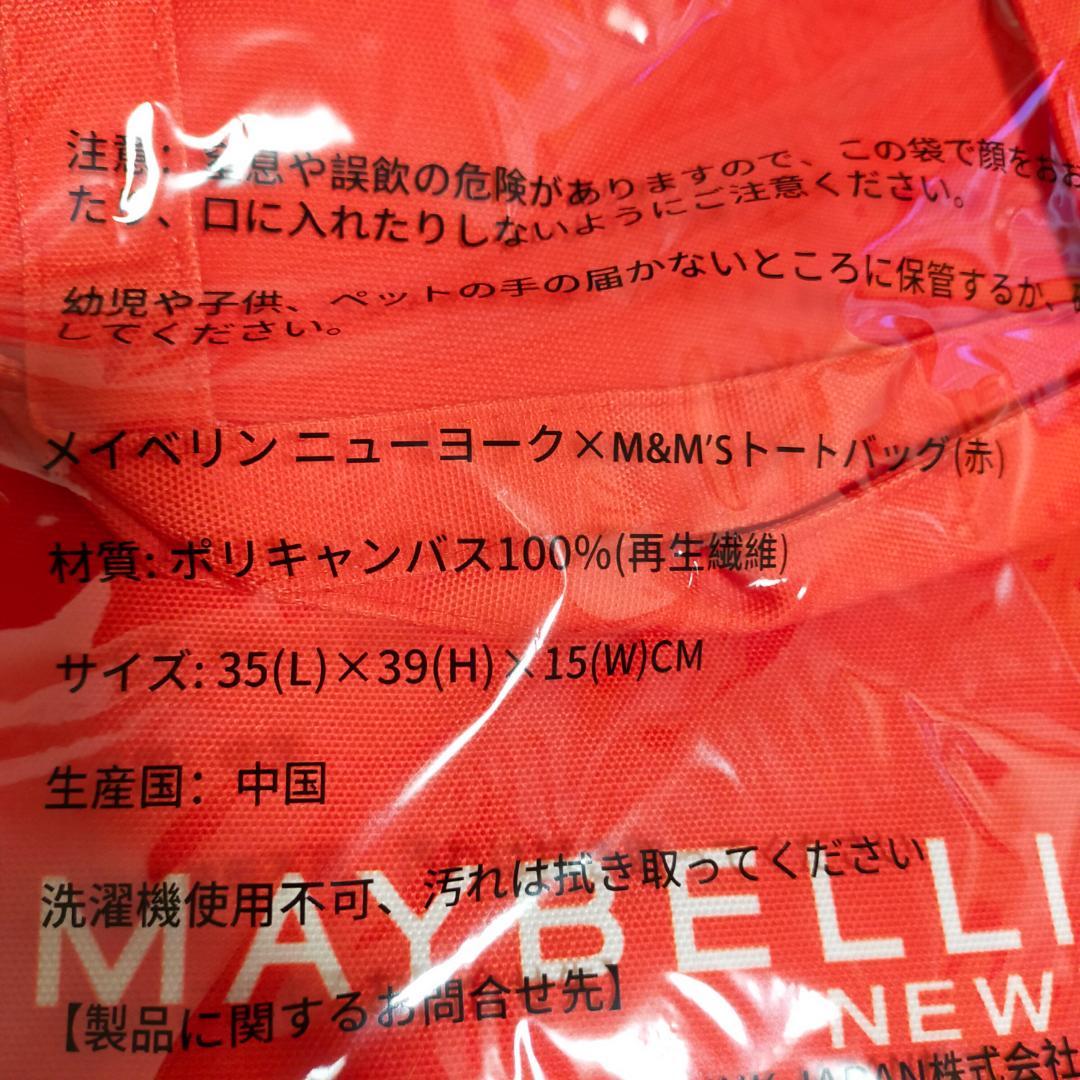 注意: 窒息や誤飲の危険がありますので、この袋で顔をおお
たり、口に入れたりしないようにご注意ください。
幼児や子供、ペットの手の届かないところに保管するか、
してください。
メイベリン ニューヨーク×M&M'Sトートバッグ(赤)
材質: ポリキャンバス100%(再生繊維)
サイズ: 35(L)×39(H)×15(W)CM
生産国: 中国
洗濯機使用不可、汚れは拭き取ってください
MAYBELLI
【製品に関するお問合せ先】
NEW
JAPAN株式会社